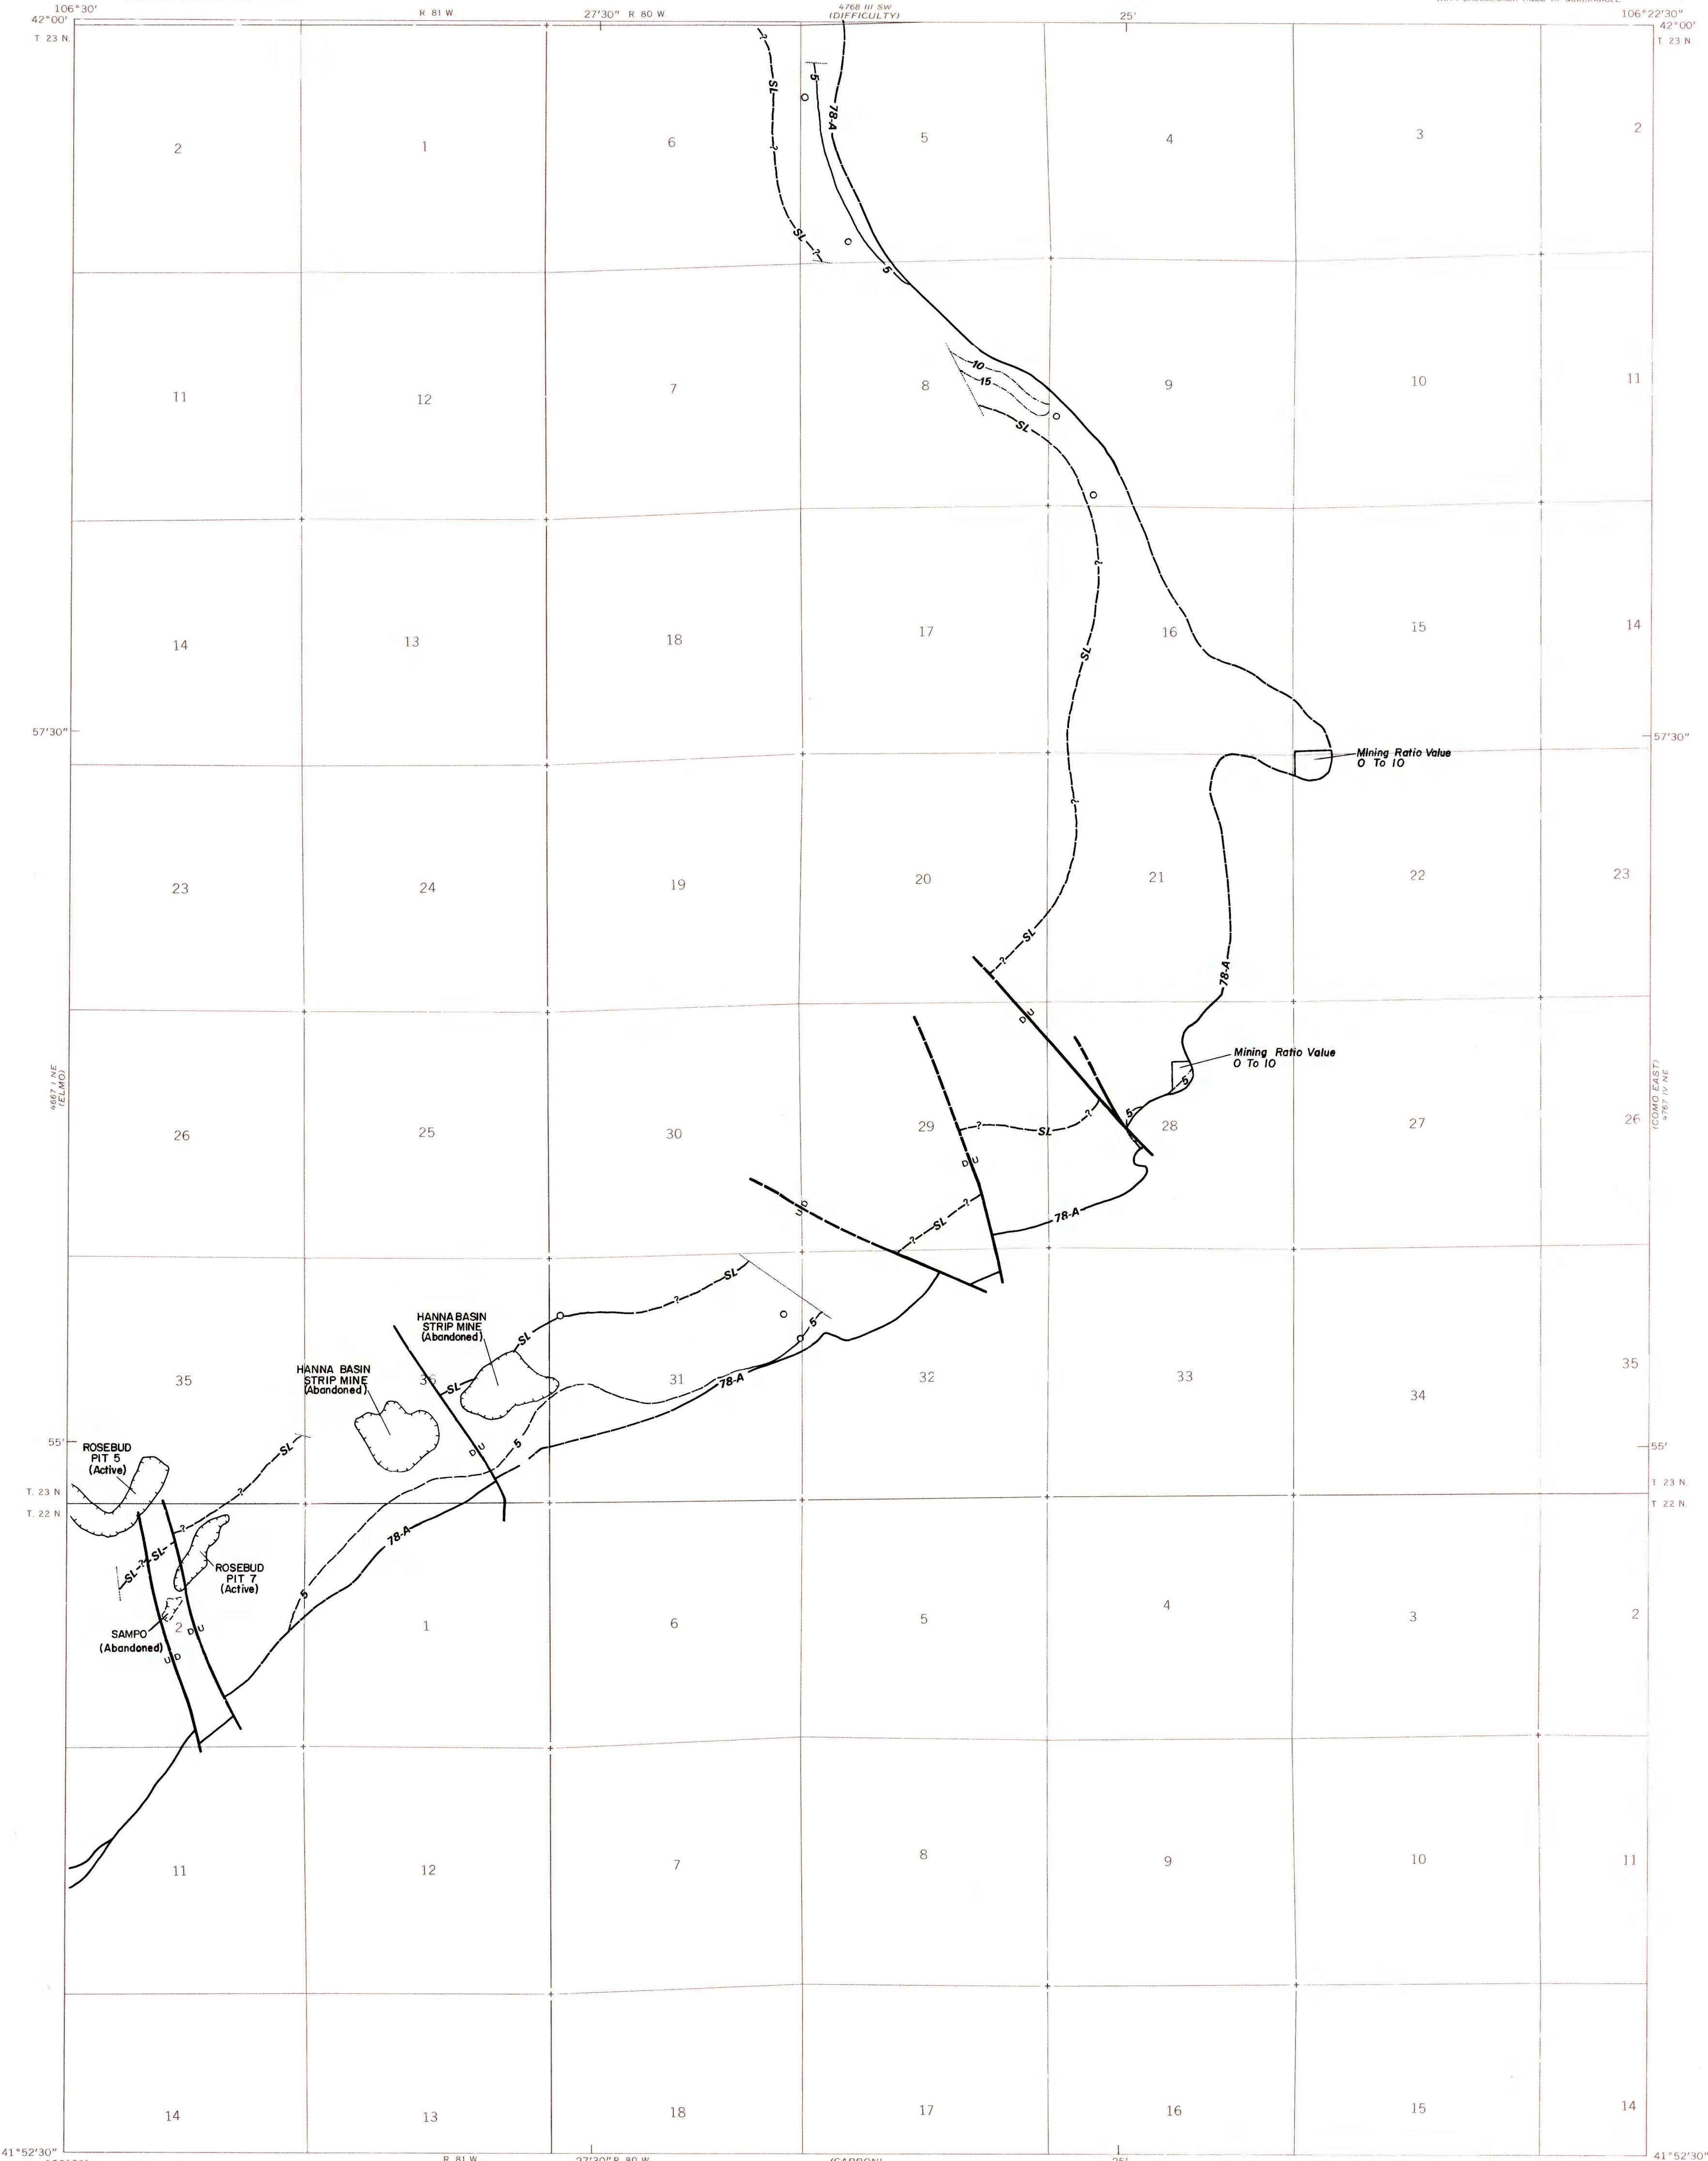 106°30'
R. 81 W.
27'30" R. 80 W.
4768 III SW
(DIFFICULTY)
25'
106°22'30"
42°00'
42°00'
T. 23 N.
T. 23 N
?
SL
5
78-A
?
2
1
6
5
4
3
2
SL
?
5
10
15
11
12
7
8
9
10
11
SL
?
14
13
18
17
16
15
14
SL
57'30"
57'30"
Mining Ratio Value
0 To 10
?
23
24
19
20
21
22
23
SL
?
78-A
D U
Mining Ratio Value
0 To 10
5
4667 I NE
(ELMO)
(COMO EAST)
4767 IV NE
?
5
26
25
30
29
?
SL
28
27
26
D U
U D
?
SL
?
78-A
SL
?
HANNA BASIN
STRIP MINE
(Abandoned)
5
SL
HANNA BASIN
STRIP MINE
(Abandoned)
35
36
SL
31
78-A
32
33
34
35
55'
55'
ROSEBUD
PIT 5
(Active)
SL
D U
5
T. 23 N
T. 22 N
T. 23 N.
T. 22 N.
?
?
78-A
SL
?
SL
ROSEBUD
PIT 7
(Active)
5
SAMPO
(Abandoned)
2
D U
U D
1
6
5
4
3
2
11
12
7
8
9
10
11
14
13
18
17
16
15
14
41°52'30"
41°52'30"
R. 81 W.
27'30" R. 80 W.
(CARBON)
25'